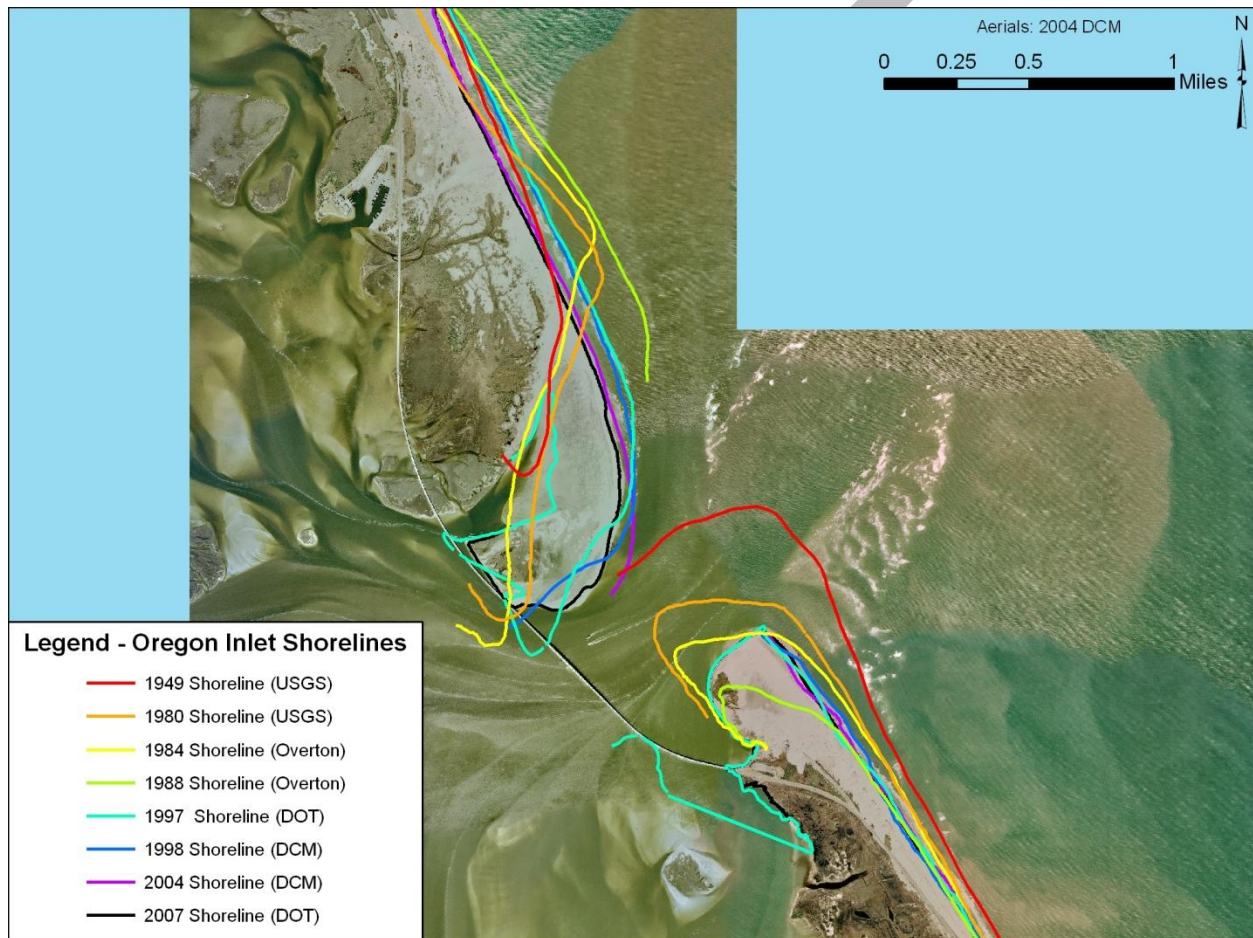 Aerials: 2004 DCM
N
0 0.25 0.5 1
Miles
Legend - Oregon Inlet Shorelines
1949 Shoreline (USGS)
1980 Shoreline (USGS)
1984 Shoreline (Overton)
1988 Shoreline (Overton)
1997 Shoreline (DOT)
1998 Shoreline (DCM)
2004 Shoreline (DCM)
2007 Shoreline (DOT)